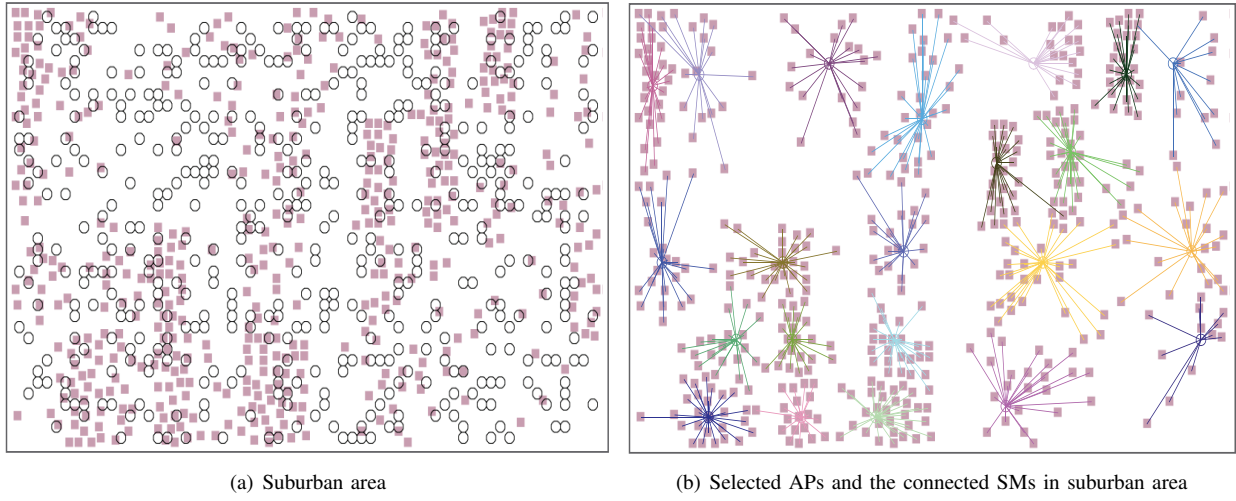 (a) Suburban area
(b) Selected APs and the connected SMs in suburban area